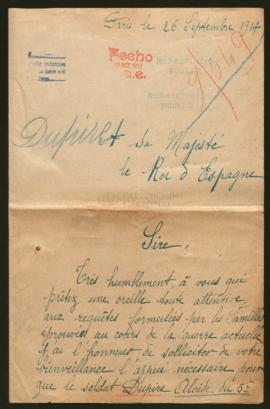 Paris le 26 Septembre 1917
Fecho
a.e.
Dupire A
Sa Majesté
le Roi d'Espagne
Sire,
Très humblement, à vous qui
prêtez une oreille toute attentive
aux requêtes formulées par les familles
éprouvées au cours de la guerre actuelle
j'ai l'honneur de solliciter de votre
bienveillance l'appui nécessaire pour
que le soldat Dupire Alcide du 5me